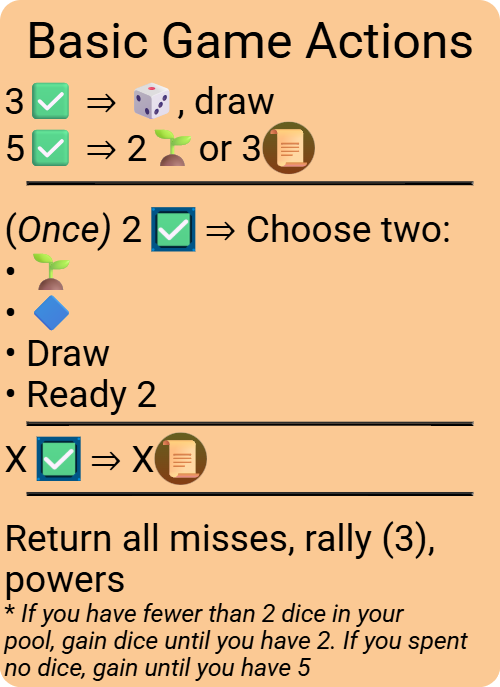 Basic Game Actions
3 ✅ ⇒ 🎲, draw
5 ✅ ⇒ 2 🌱 or 3 📜
(Once) 2 ✅ ⇒ Choose two:
• 🌱
• 🔷
• Draw
• Ready 2
X ✅ ⇒ X 📜
Return all misses, rally (3),
powers
* If you have fewer than 2 dice in your
pool, gain dice until you have 2. If you spent
no dice, gain until you have 5